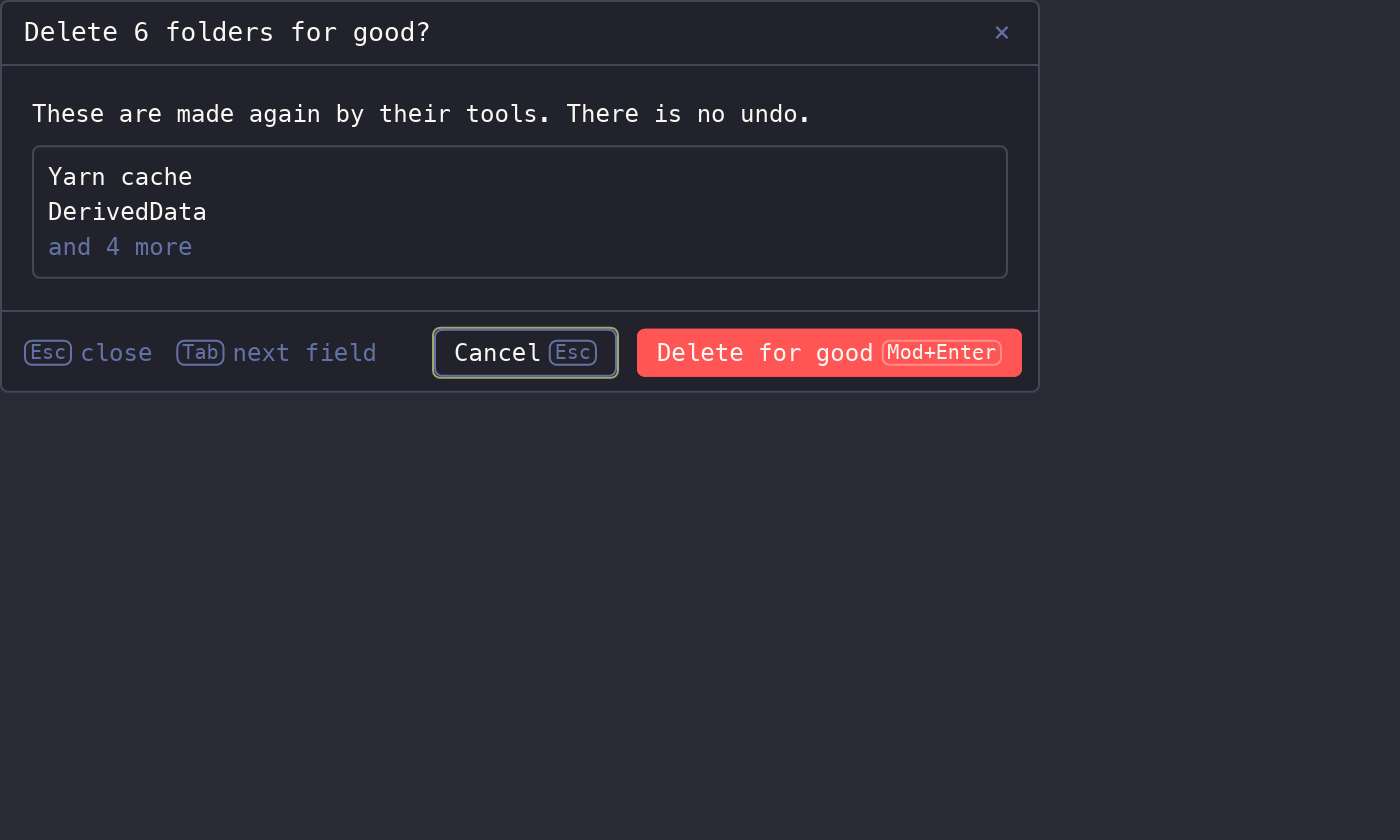 Delete 6 folders for good? ×
These are made again by their tools. There is no undo.
Yarn cache
DerivedData
and 4 more
Esc close Tab next field Cancel Esc Delete for good Mod+Enter